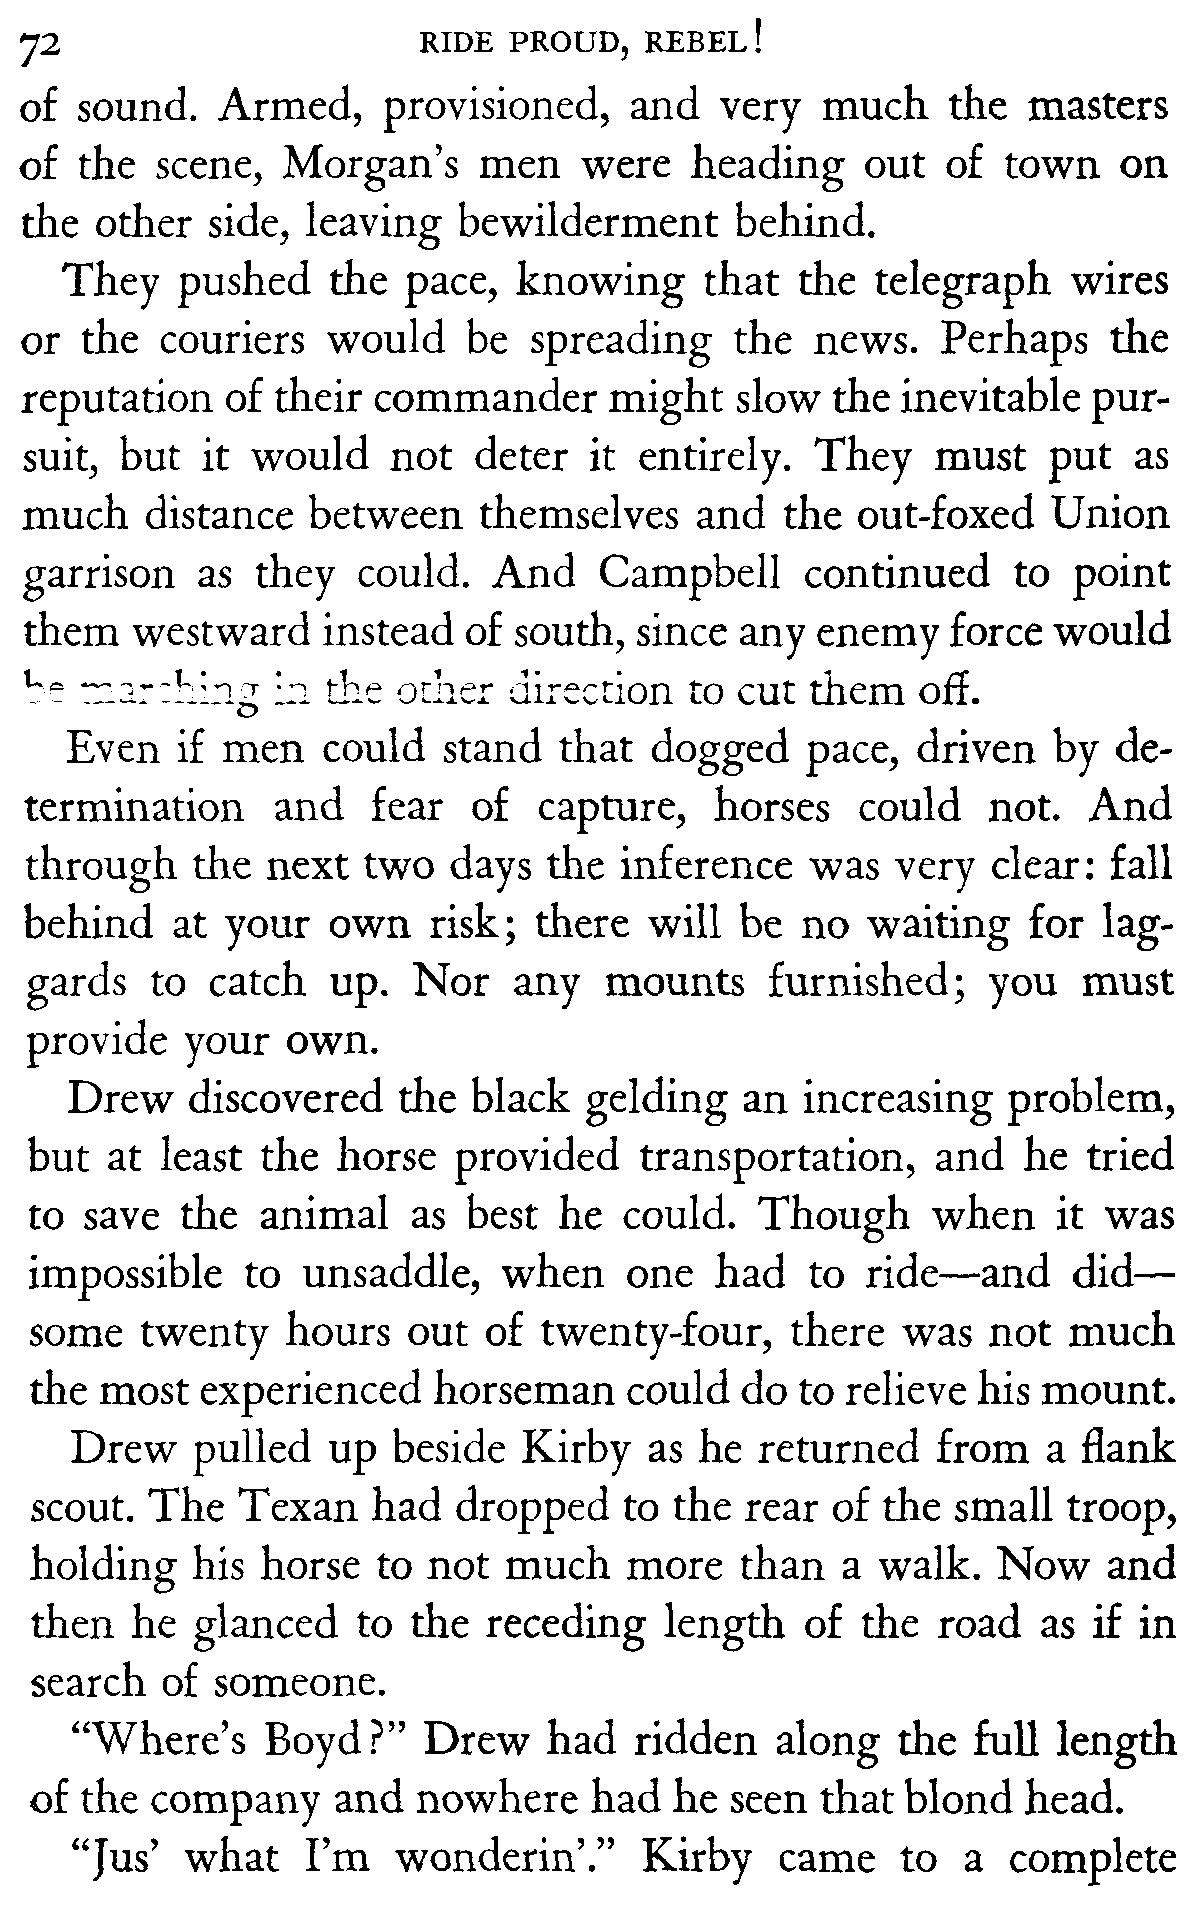 72 RIDE PROUD, REBEL!
of sound. Armed, provisioned, and very much the masters
of the scene, Morgan's men were heading out of town on
the other side, leaving bewilderment behind.
They pushed the pace, knowing that the telegraph wires
or the couriers would be spreading the news. Perhaps the
reputation of their commander might slow the inevitable pur-
suit, but it would not deter it entirely. They must put as
much distance between themselves and the out-foxed Union
garrison as they could. And Campbell continued to point
them westward instead of south, since any enemy force would
be marching in the other direction to cut them off.
Even if men could stand that dogged pace, driven by de-
termination and fear of capture, horses could not. And
through the next two days the inference was very clear: fall
behind at your own risk; there will be no waiting for lag-
gards to catch up. Nor any mounts furnished; you must
provide your own.
Drew discovered the black gelding an increasing problem,
but at least the horse provided transportation, and he tried
to save the animal as best he could. Though when it was
impossible to unsaddle, when one had to ride—and did—
some twenty hours out of twenty-four, there was not much
the most experienced horseman could do to relieve his mount.
Drew pulled up beside Kirby as he returned from a flank
scout. The Texan had dropped to the rear of the small troop,
holding his horse to not much more than a walk. Now and
then he glanced to the receding length of the road as if in
search of someone.
“Where's Boyd?” Drew had ridden along the full length
of the company and nowhere had he seen that blond head.
“Jus' what I'm wonderin'.” Kirby came to a complete